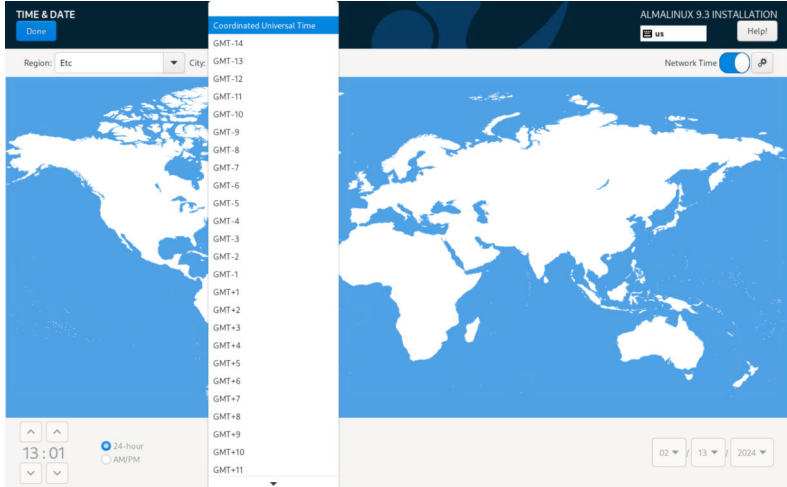 TIME & DATE
ALMALINUX 9.3 INSTALLATION
Done
us
Help!
Region:
Etc
City:
Network Time
Coordinated Universal Time
GMT-14
GMT-13
GMT-12
GMT-11
GMT-10
GMT-9
GMT-8
GMT-7
GMT-6
GMT-5
GMT-4
GMT-3
GMT-2
GMT-1
GMT+1
GMT+2
GMT+3
GMT+4
GMT+5
GMT+6
GMT+7
GMT+8
GMT+9
GMT+10
GMT+11
13:01
24-hour
AM/PM
02 / 13 / 2024